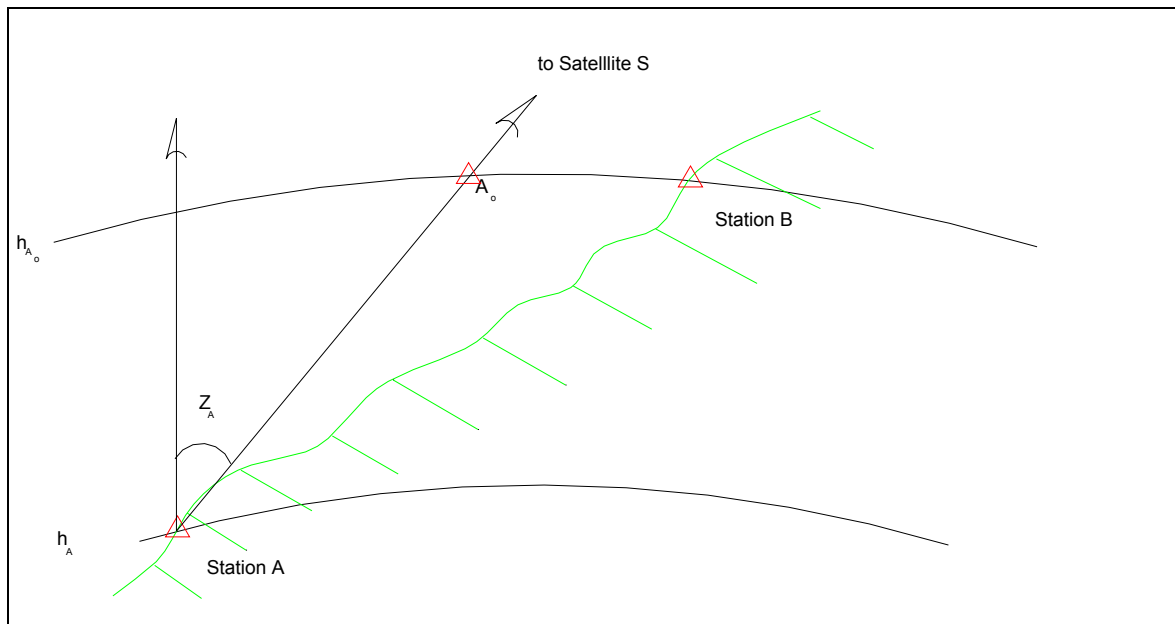 to Satelllite S
A o
Station B
h A o
Z A
h A
Station A